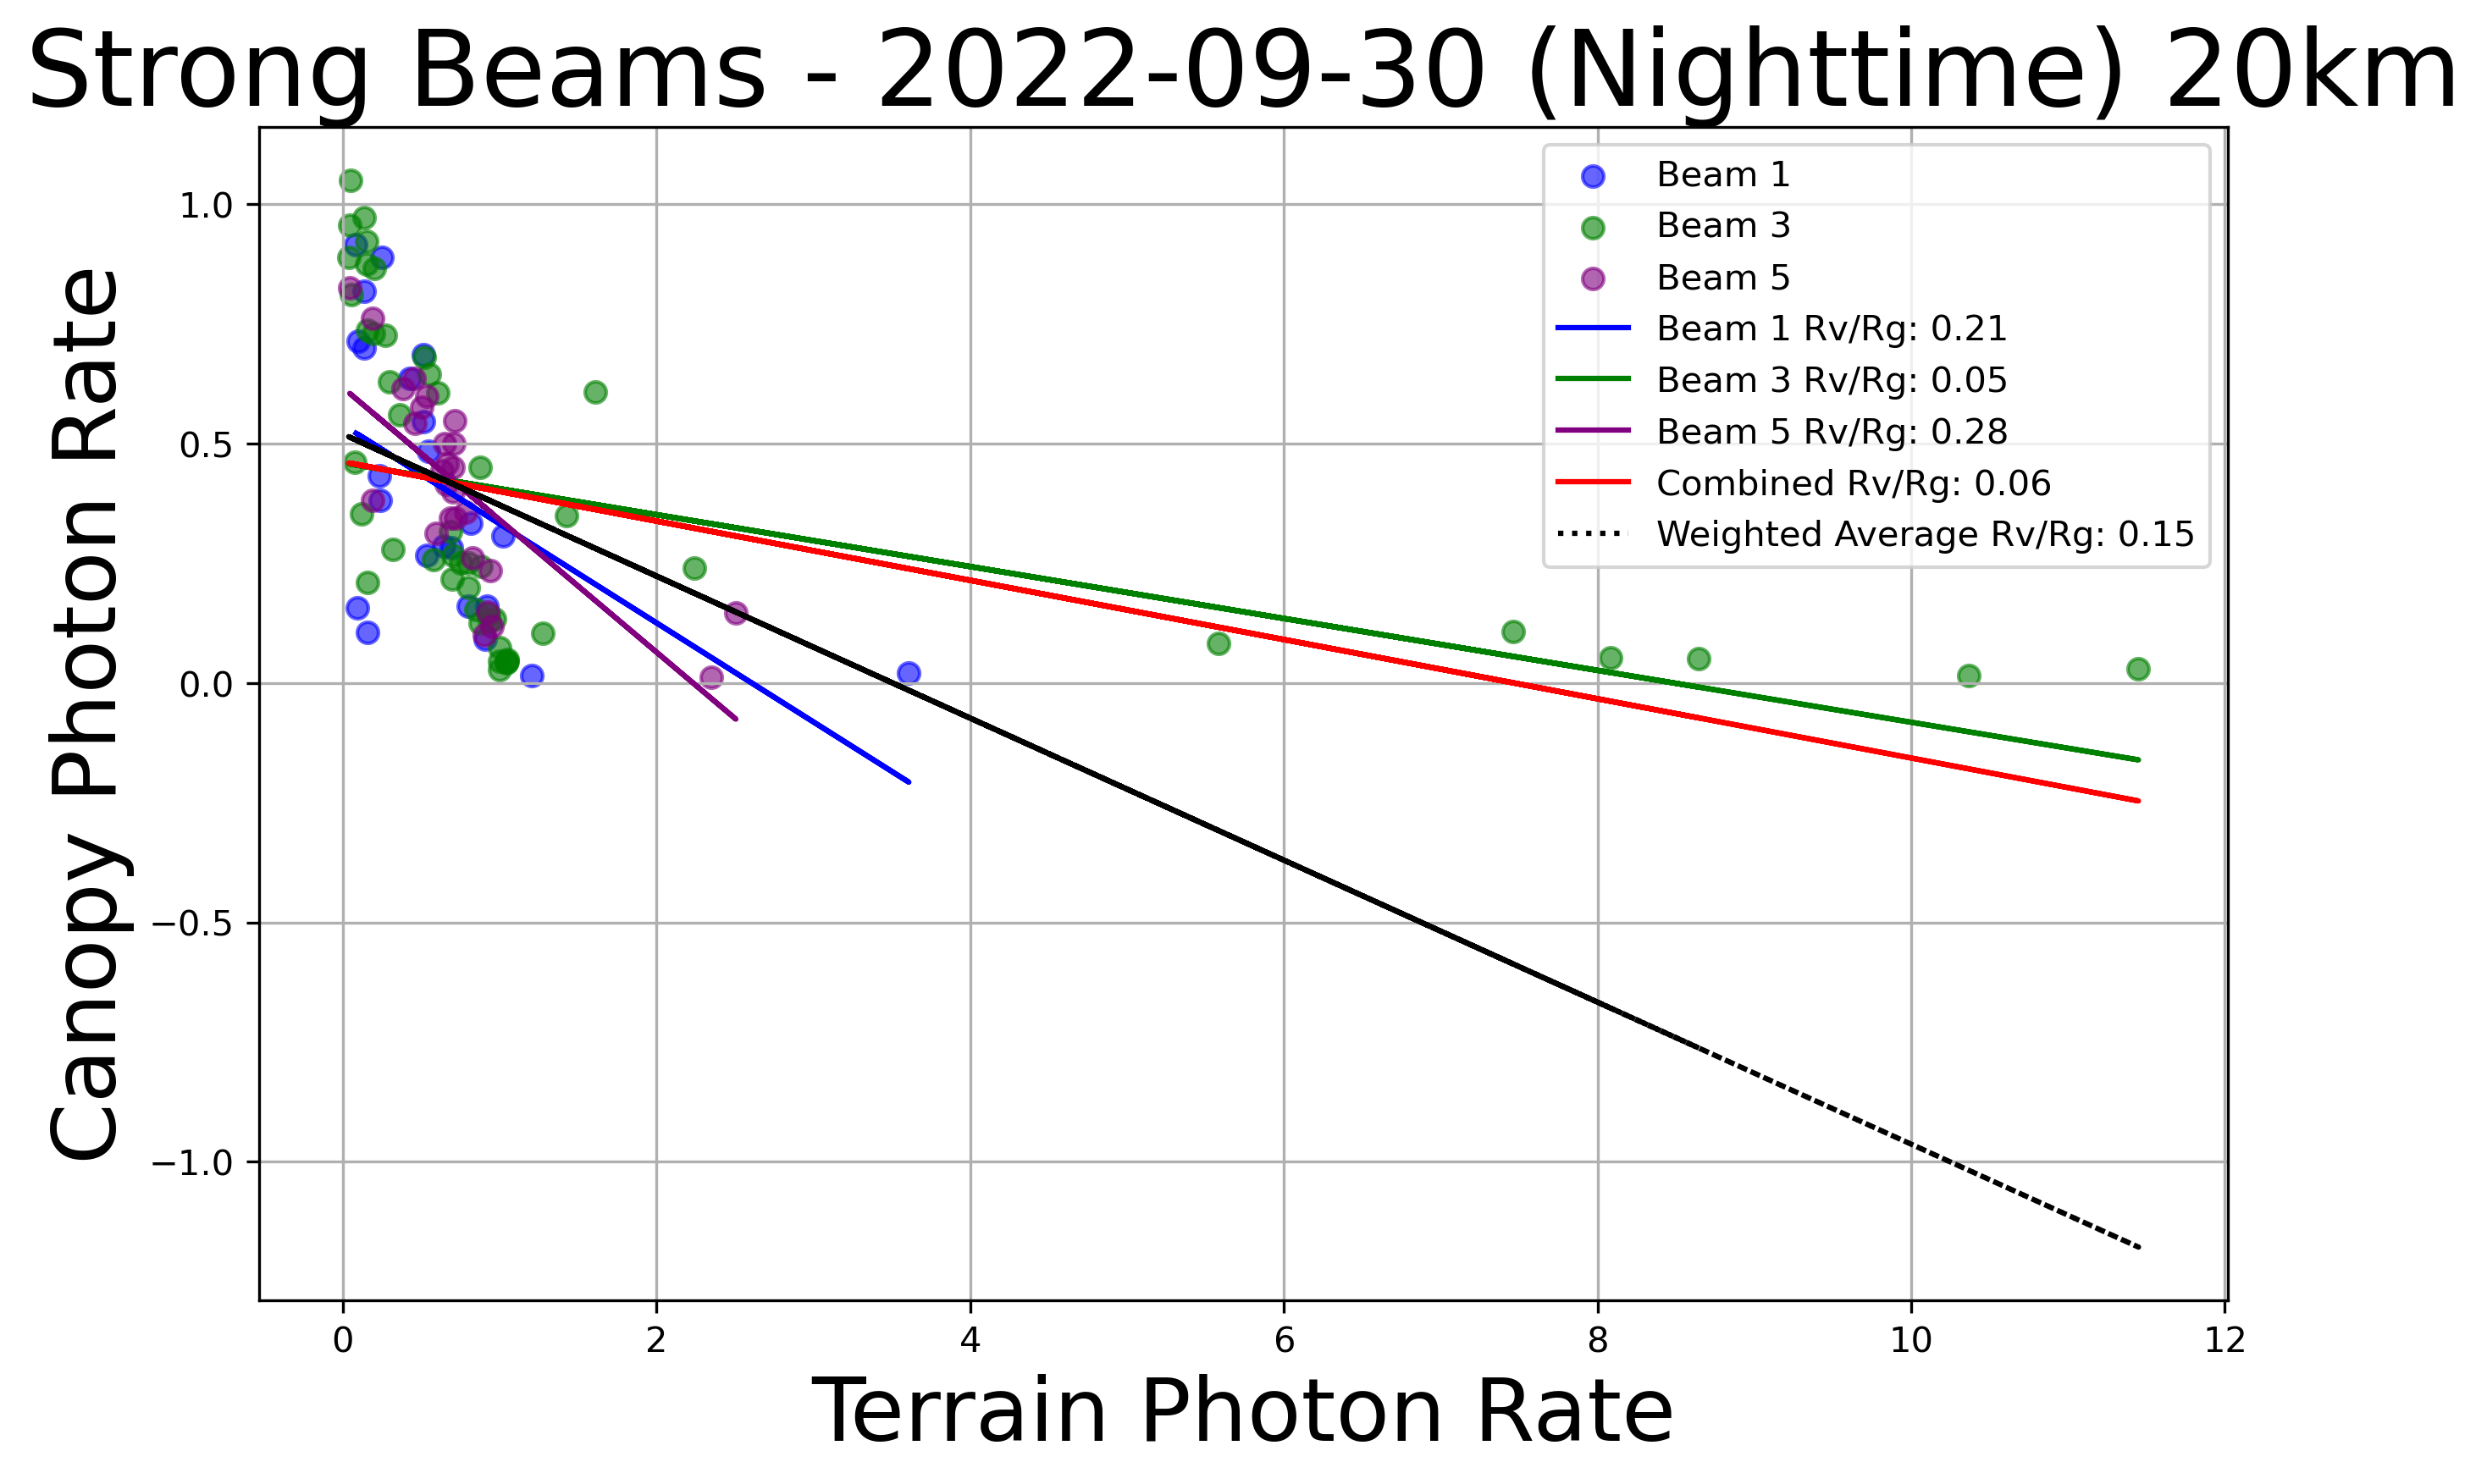 Strong Beams - 2022-09-30 (Nighttime) 20km
Canopy Photon Rate
1.0
0.5
0.0
−0.5
−1.0
Beam 1
Beam 3
Beam 5
Beam 1 Rv/Rg: 0.21
Beam 3 Rv/Rg: 0.05
Beam 5 Rv/Rg: 0.28
Combined Rv/Rg: 0.06
Weighted Average Rv/Rg: 0.15
0 2 4 6 8 10 12
Terrain Photon Rate